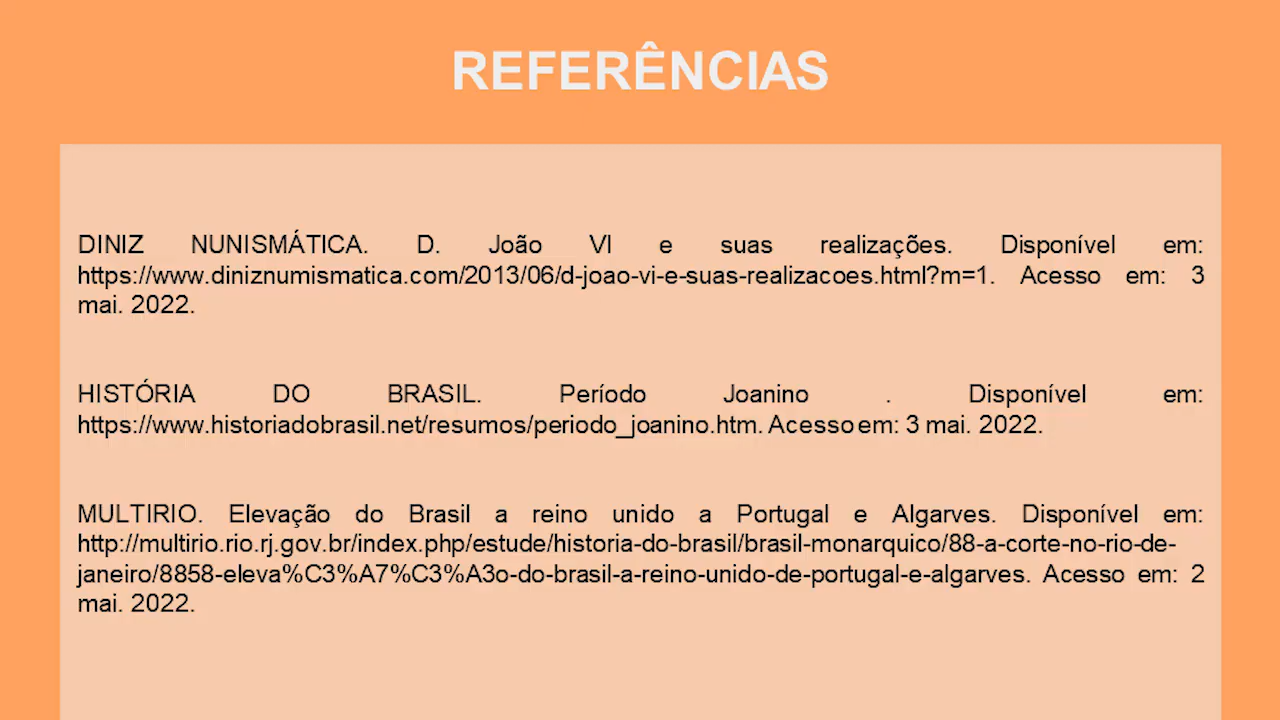 REFERÊNCIAS
DINIZ NUNISMÁTICA. D. João VI e suas realizações. Disponível em:
https://www.diniznumismatica.com/2013/06/d-joao-vi-e-suas-realizacoes.html?m=1. Acesso em: 3
mai. 2022.
HISTÓRIA DO BRASIL. Período Joanino . Disponível em:
https://www.historiadobrasil.net/resumos/periodo_joanino.htm. Acesso em: 3 mai. 2022.
MULTIRIO. Elevação do Brasil a reino unido a Portugal e Algarves. Disponível em:
http://multirio.rio.rj.gov.br/index.php/estude/historia-do-brasil/brasil-monarquico/88-a-corte-no-rio-de-
janeiro/8858-eleva%C3%A7%C3%A3o-do-brasil-a-reino-unido-de-portugal-e-algarves. Acesso em: 2
mai. 2022.